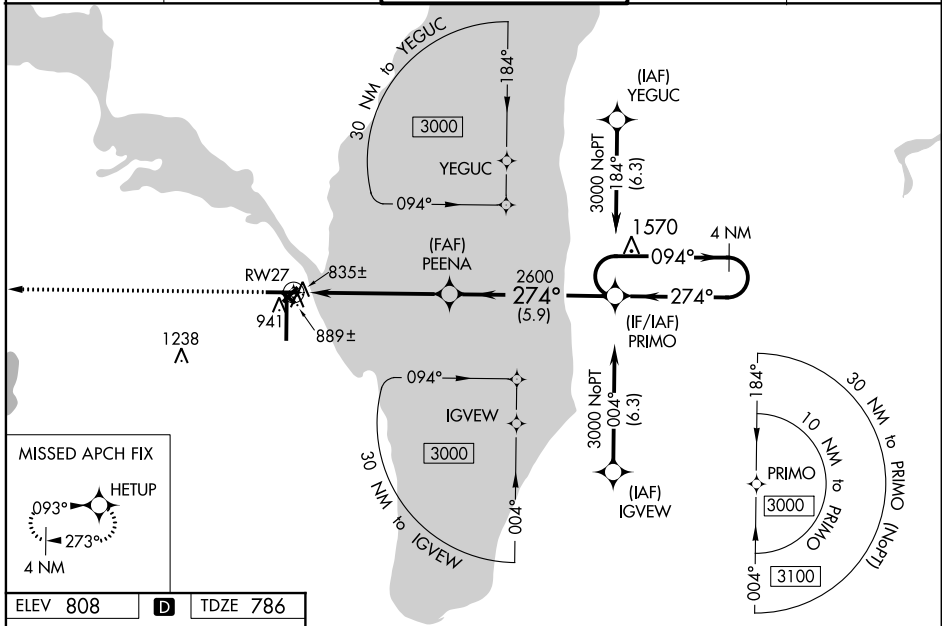 30 NM to YEGUC
184°
3000
YEGUC
094°
(IAF)
YEGUC
3000 NoPT
184°
(6.3)
1570
4 NM
094°
(FAF)
PEENA
2600
274°
(5.9)
274°
(IF/IAF)
PRIMO
RW27
835±
941
889±
1238
094°
IGVEW
3000
004°
30 NM to IGVEW
3000 NoPT
004°
(6.3)
(IAF)
IGVEW
184°
30 NM to PRIMO (NoPT)
10 NM to PRIMO
PRIMO
3000
3100
004°
MISSED APCH FIX
HETUP
093°
273°
4 NM
ELEV 808
D
TDZE 786